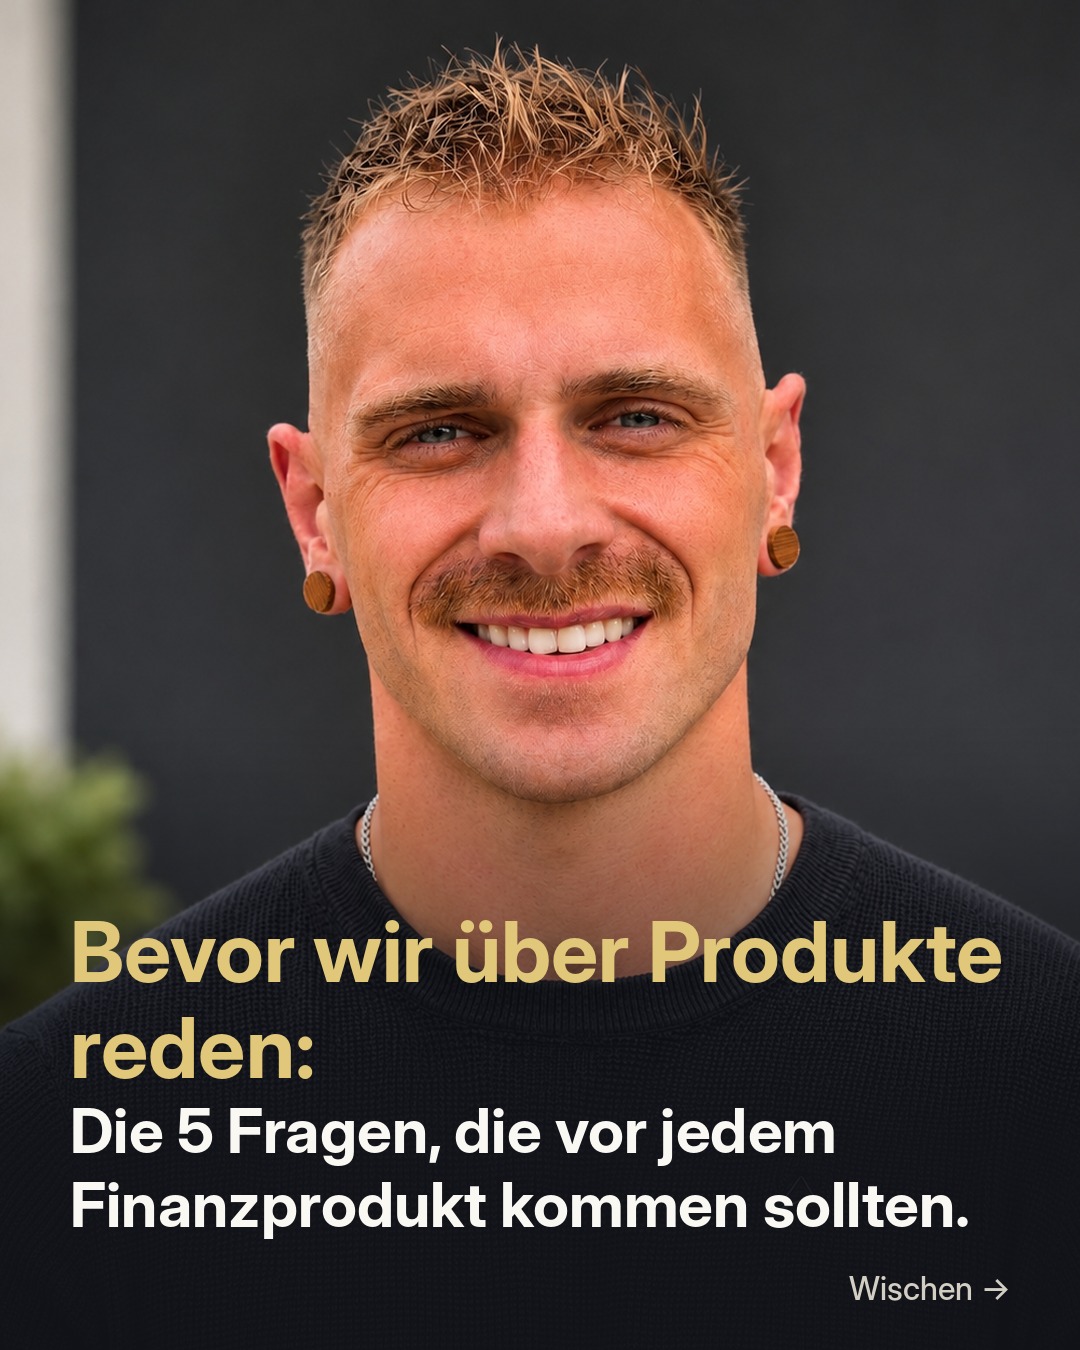 Bevor wir über Produkte
reden:
Die 5 Fragen, die vor jedem
Finanzprodukt kommen sollten.
Wischen →